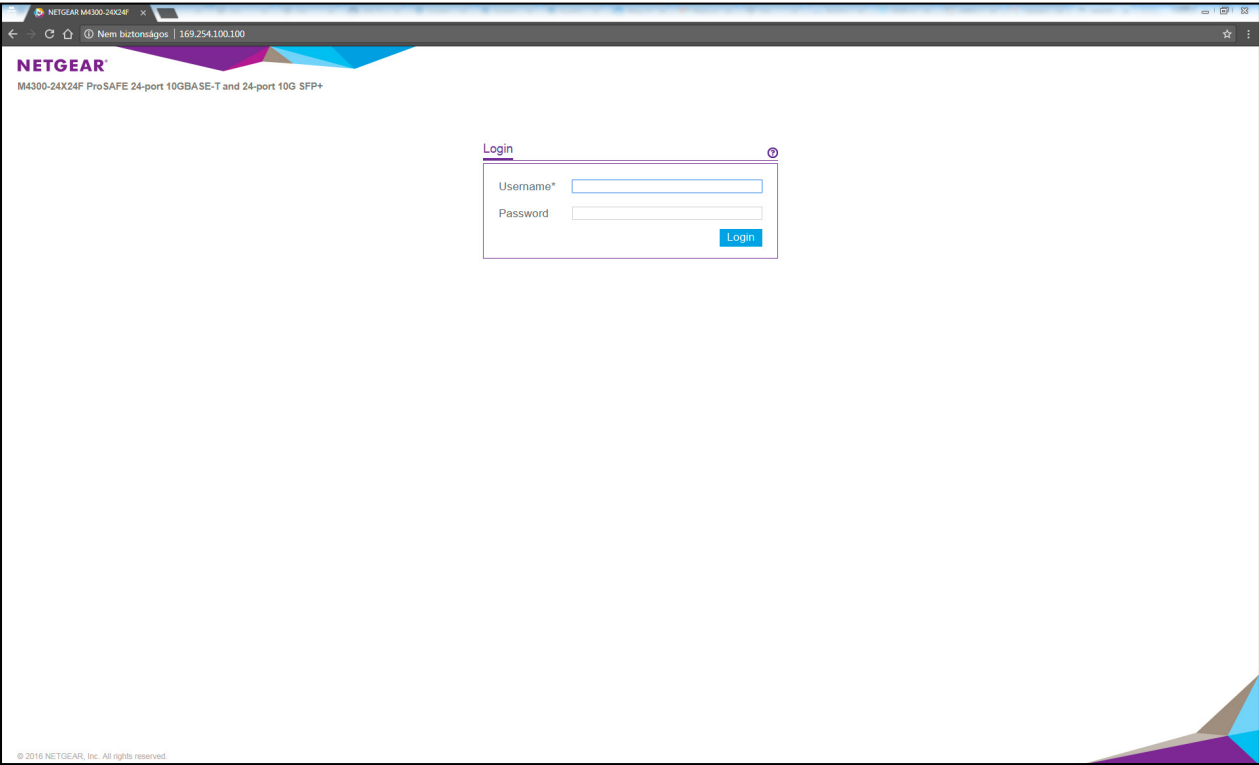 NETGEAR M4300-24X24F
Nem biztonságos | 169.254.100.100
NETGEAR®
M4300-24X24F ProSAFE 24-port 10GBASE-T and 24-port 10G SFP+
Login
Username*
Password
Login
© 2016 NETGEAR, Inc. All rights reserved.